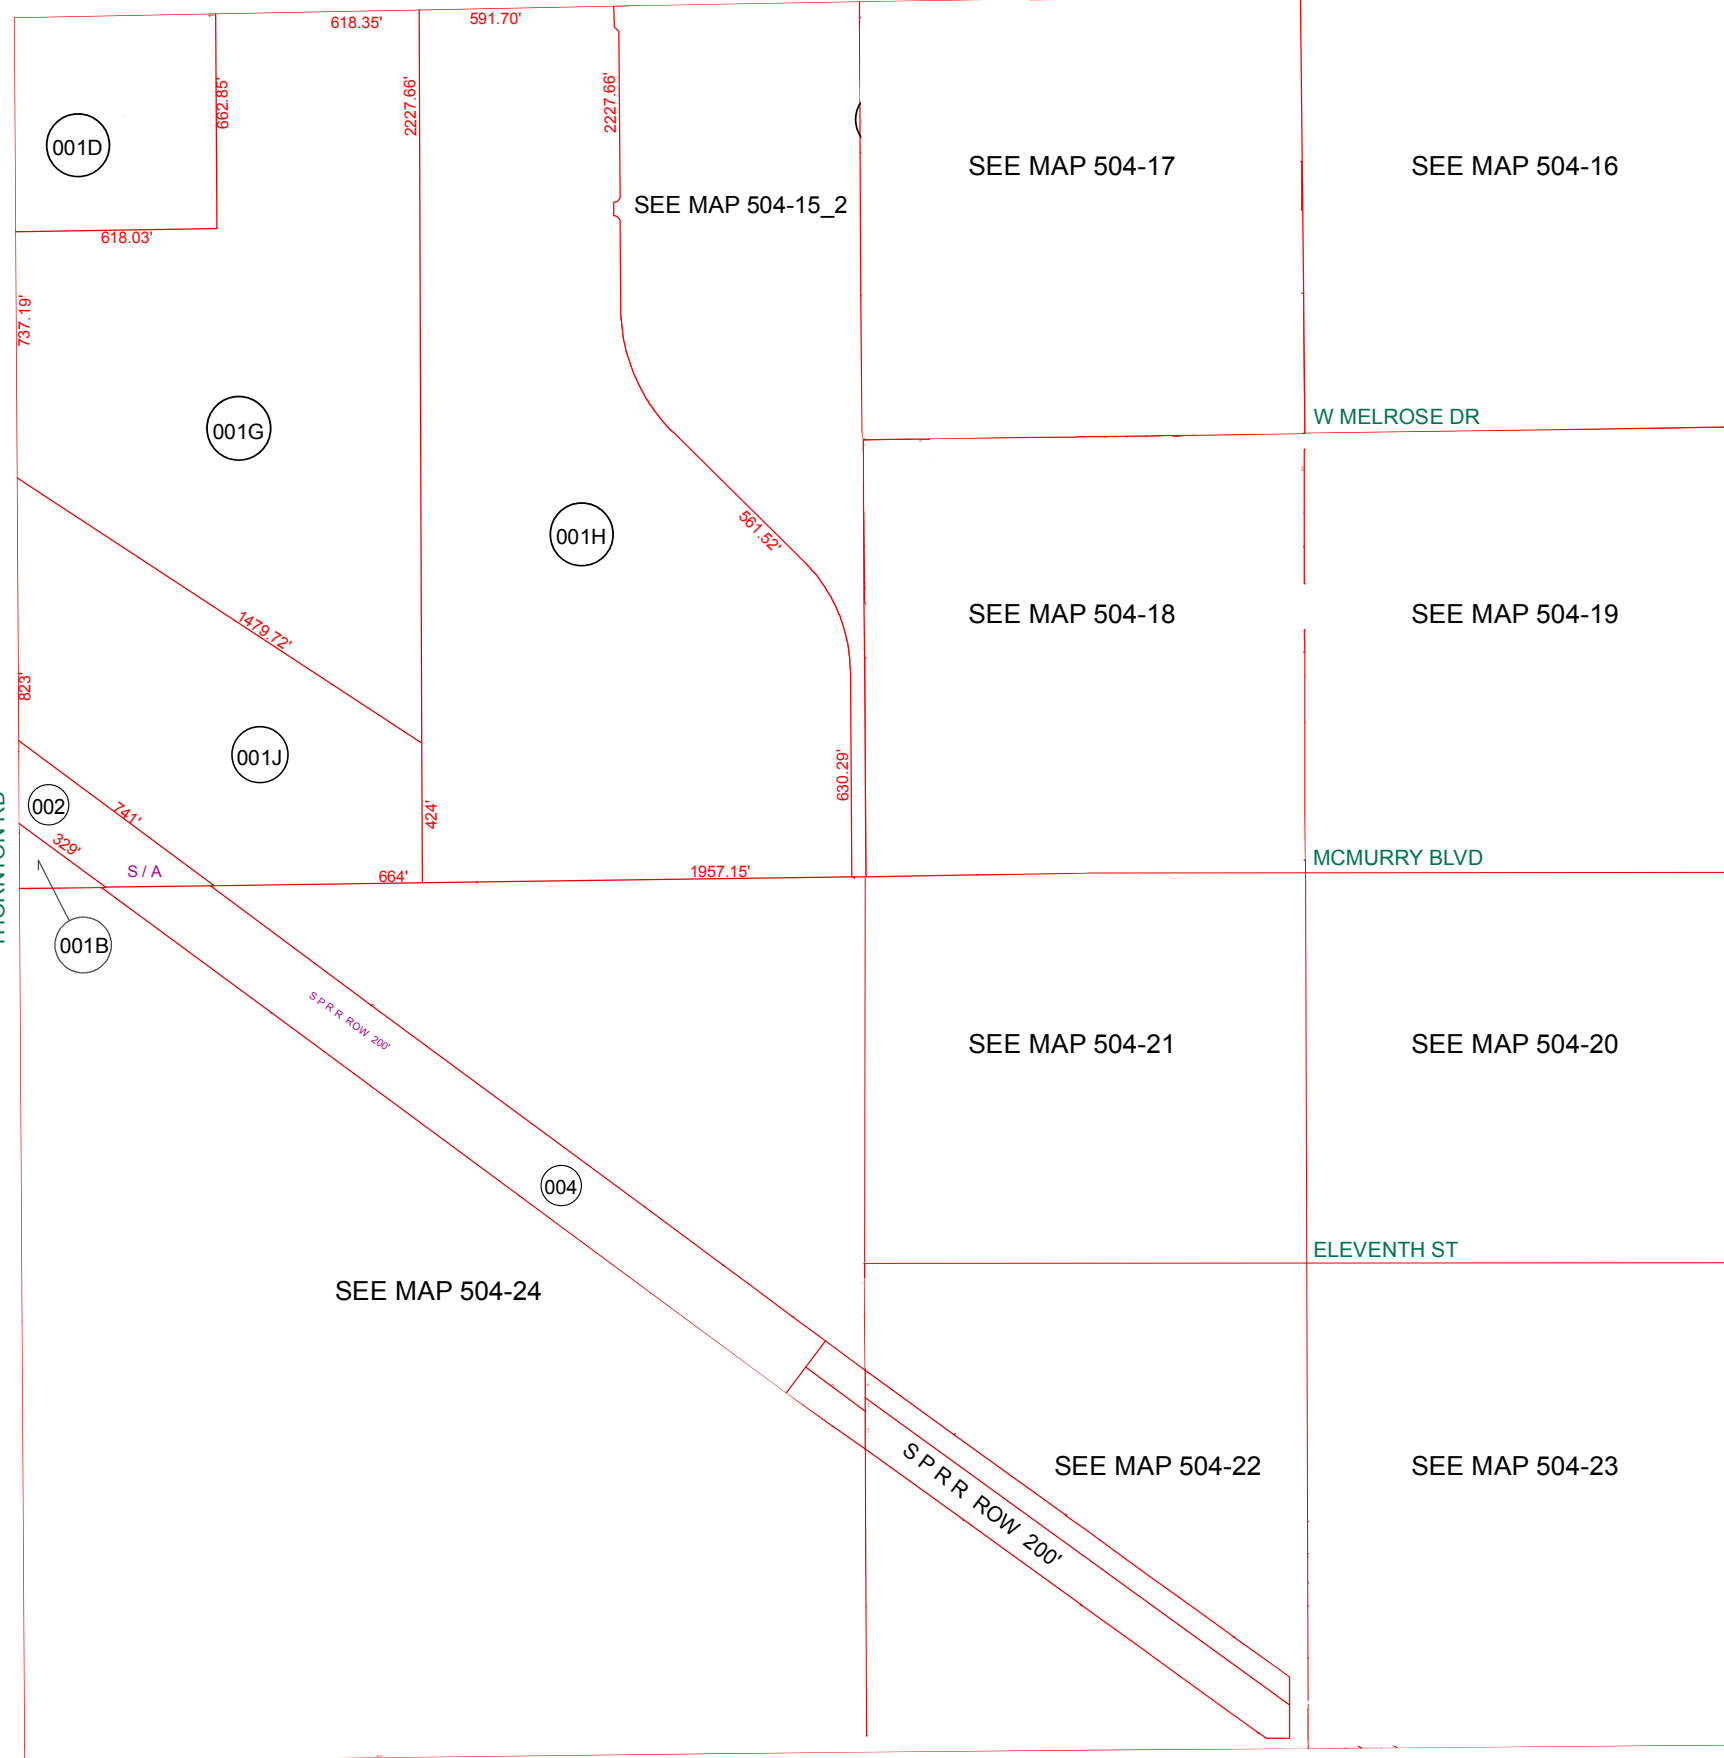 618.35'
591.70'
662.85'
2227.66'
2227.66'
001D
SEE MAP 504-17
SEE MAP 504-16
SEE MAP 504-15_2
618.03'
737.19'
W MELROSE DR
001G
561.52'
001H
SEE MAP 504-18
SEE MAP 504-19
1479.72'
823'
001J
630.29'
002
741'
424'
329'
S / A
664'
1957.15'
MCMURRY BLVD
THORNTON RD
001B
S P R R ROW 200'
SEE MAP 504-21
SEE MAP 504-20
004
ELEVENTH ST
SEE MAP 504-24
S P R R ROW 200'
SEE MAP 504-22
SEE MAP 504-23